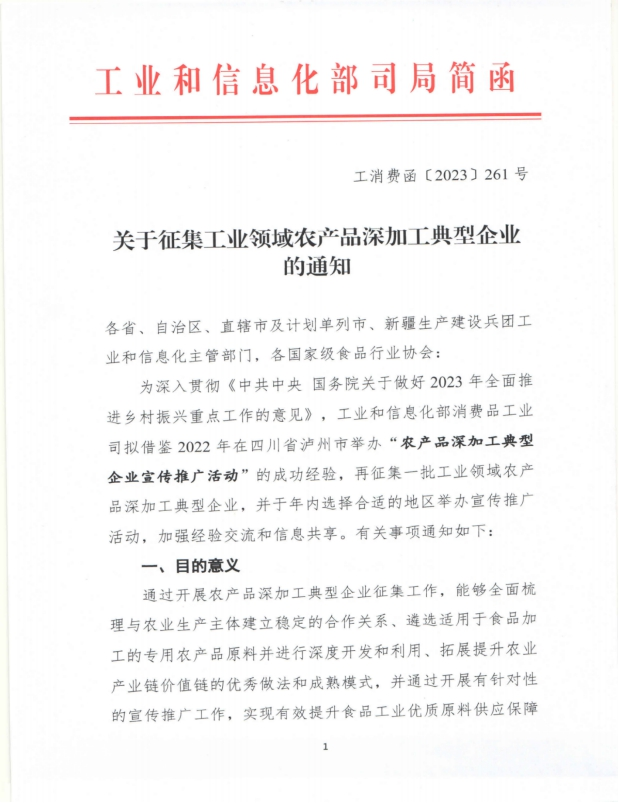 工业和信息化部司局简函
工消费函〔2023〕261 号
关于征集工业领域农产品深加工典型企业
的通知
各省、自治区、直辖市及计划单列市、新疆生产建设兵团工
业和信息化主管部门，各国家级食品行业协会：
为深入贯彻《中共中央 国务院关于做好 2023 年全面推
进乡村振兴重点工作的意见》，工业和信息化部消费品工业
司拟借鉴 2022 年在四川省泸州市举办“农产品深加工典型
企业宣传推广活动”的成功经验，再征集一批工业领域农产
品深加工典型企业，并于年内选择合适的地区举办宣传推广
活动，加强经验交流和信息共享。有关事项通知如下：
一、目的意义
通过开展农产品深加工典型企业征集工作，能够全面梳
理与农业生产主体建立稳定的合作关系、遴选适用于食品加
工的专用农产品原料并进行深度开发和利用、拓展提升农业
产业链价值链的优秀做法和成熟模式，并通过开展有针对性
的宣传推广工作，实现有效提升食品工业优质原料供应保障
1